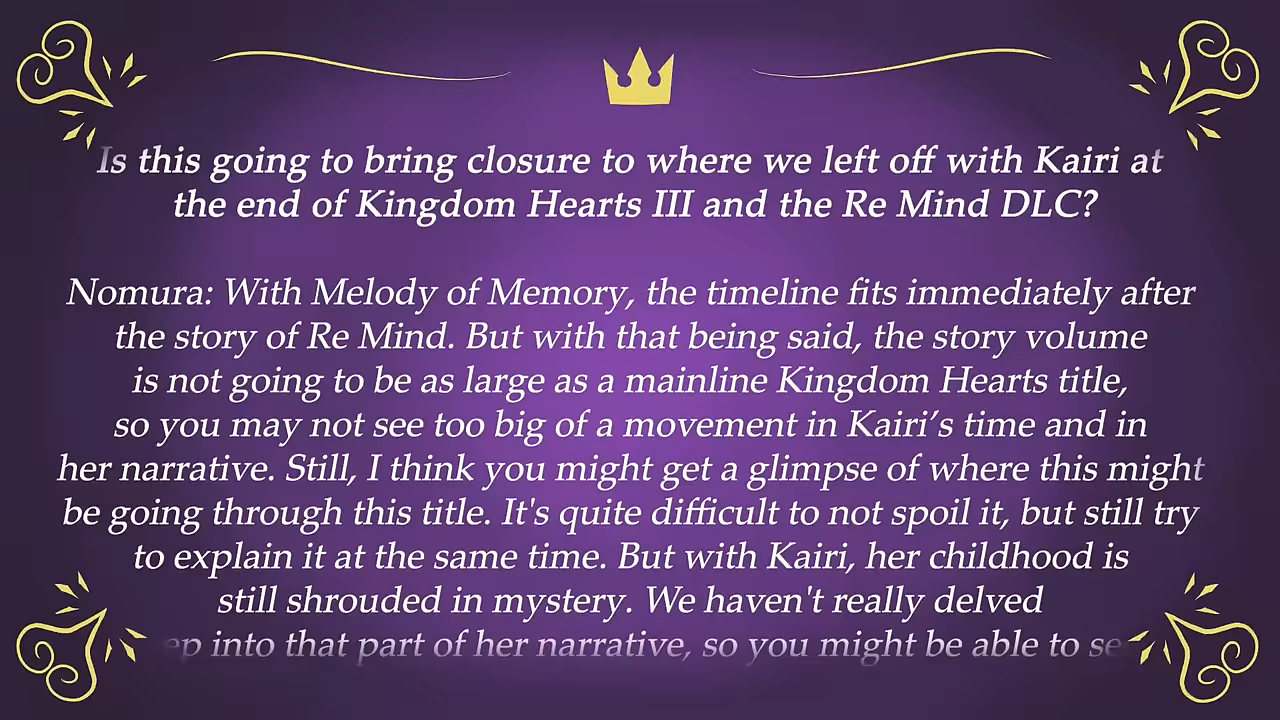 Is this going to bring closure to where we left off with Kairi at
the end of Kingdom Hearts III and the Re Mind DLC?
Nomura: With Melody of Memory, the timeline fits immediately after
the story of Re Mind. But with that being said, the story volume
is not going to be as large as a mainline Kingdom Hearts title,
so you may not see too big of a movement in Kairi’s time and in
her narrative. Still, I think you might get a glimpse of where this might
be going through this title. It's quite difficult to not spoil it, but still try
to explain it at the same time. But with Kairi, her childhood is
still shrouded in mystery. We haven't really delved
into that part of her narrative, so you might be able to